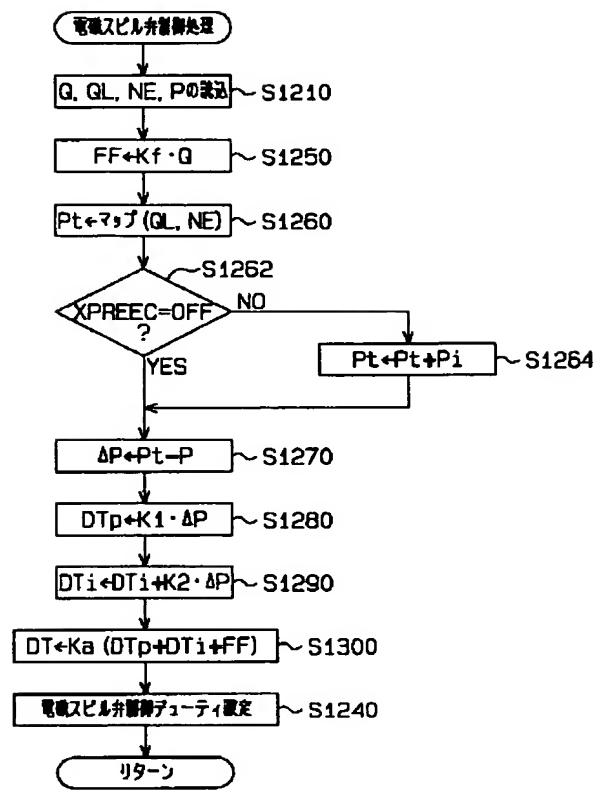 電磁スピル弁制御処理
Q, QL, NE, Pの読込 S1210
FF←Kf・Q S1250
Pt←マップ(QL, NE) S1260
S1262
XPREEC=OFF
?
NO
YES
Pt←Pt+Pi S1264
ΔP←Pt−P S1270
DTp←K1・ΔP S1280
DTi←DTi+K2・ΔP S1290
DT←Ka(DTp+DTi+FF) S1300
電磁スピル弁制御デューティ設定 S1240
リターン